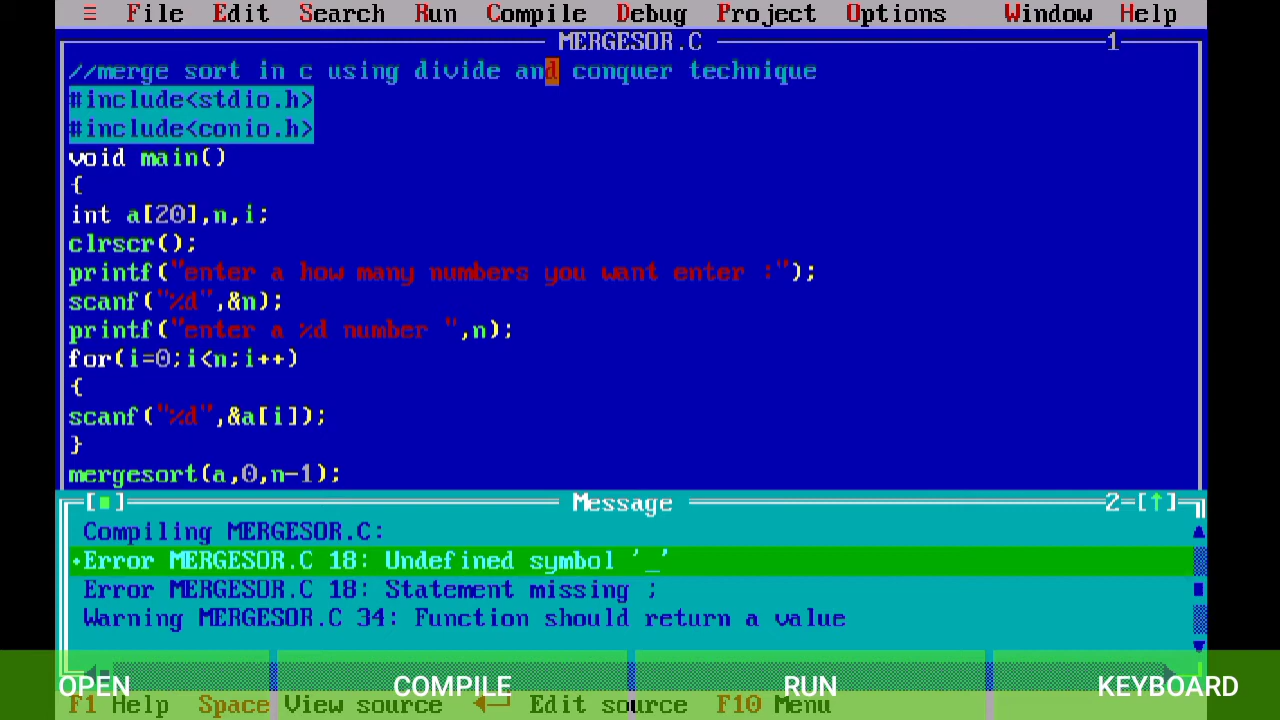 ≡ File Edit Search Run Compile Debug Project Options Window Help
MERGESOR.C 1
//merge sort in c using divide and conquer technique
#include<stdio.h>
#include<conio.h>
void main()
{
int a[20],n,i;
clrscr();
printf("enter a how many numbers you want enter :");
scanf("%d",&n);
printf("enter a %d number ",n);
for(i=0;i<n;i++)
{
scanf("%d",&a[i]);
}
mergesort(a,0,n-1);
[■] Message 2=[↑]
Compiling MERGESOR.C:
•Error MERGESOR.C 18: Undefined symbol '_'
Error MERGESOR.C 18: Statement missing ;
Warning MERGESOR.C 34: Function should return a value
OPEN COMPILE RUN KEYBOARD
F1 Help Space View source ◄┘ Edit source F10 Menu